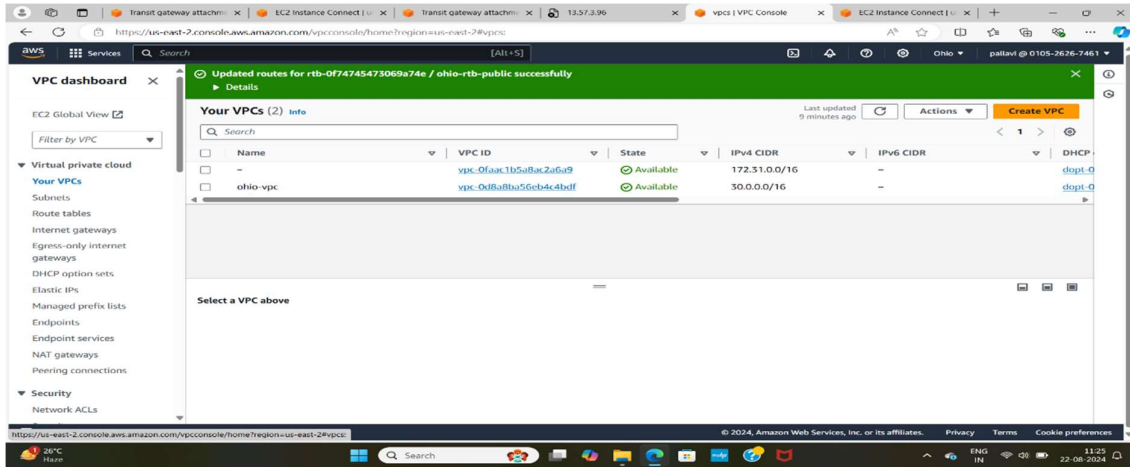 Transit gateway attachm
EC2 Instance Connect | u
Transit gateway attachm
13.57.3.96
vpcs | VPC Console
EC2 Instance Connect | u
https://us-east-2.console.aws.amazon.com/vpcconsole/home?region=us-east-2#vpcs:
aws
Services
Search
[Alt+S]
Ohio
pallavi @ 0105-2626-7461
VPC dashboard
Updated routes for rtb-0f74745473069a74e / ohio-rtb-public successfully
Details
EC2 Global View
Filter by VPC
Virtual private cloud
Your VPCs
Subnets
Route tables
Internet gateways
Egress-only internet
gateways
DHCP option sets
Elastic IPs
Managed prefix lists
Endpoints
Endpoint services
NAT gateways
Peering connections
Security
Network ACLs
Your VPCs (2) Info
Last updated
9 minutes ago
Actions
Create VPC
Search
1
Name VPC ID State IPv4 CIDR IPv6 CIDR DHCP
– vpc-0faac1b5a8ac2a6a9 Available 172.31.0.0/16 – dopt-0
ohio-vpc vpc-0d8a8ba56eb4c4bdf Available 30.0.0.0/16 – dopt-0
Select a VPC above
https://us-east-2.console.aws.amazon.com/vpcconsole/home?region=us-east-2#vpcs:
© 2024, Amazon Web Services, Inc. or its affiliates. Privacy Terms Cookie preferences
26°C
Haze
Search
ENG
IN
11:25
22-08-2024